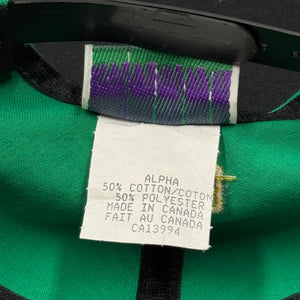 ALPHA
50% COTTON/COTON
50% POLYESTER
MADE IN CANADA
FAIT AU CANADA
CA13994